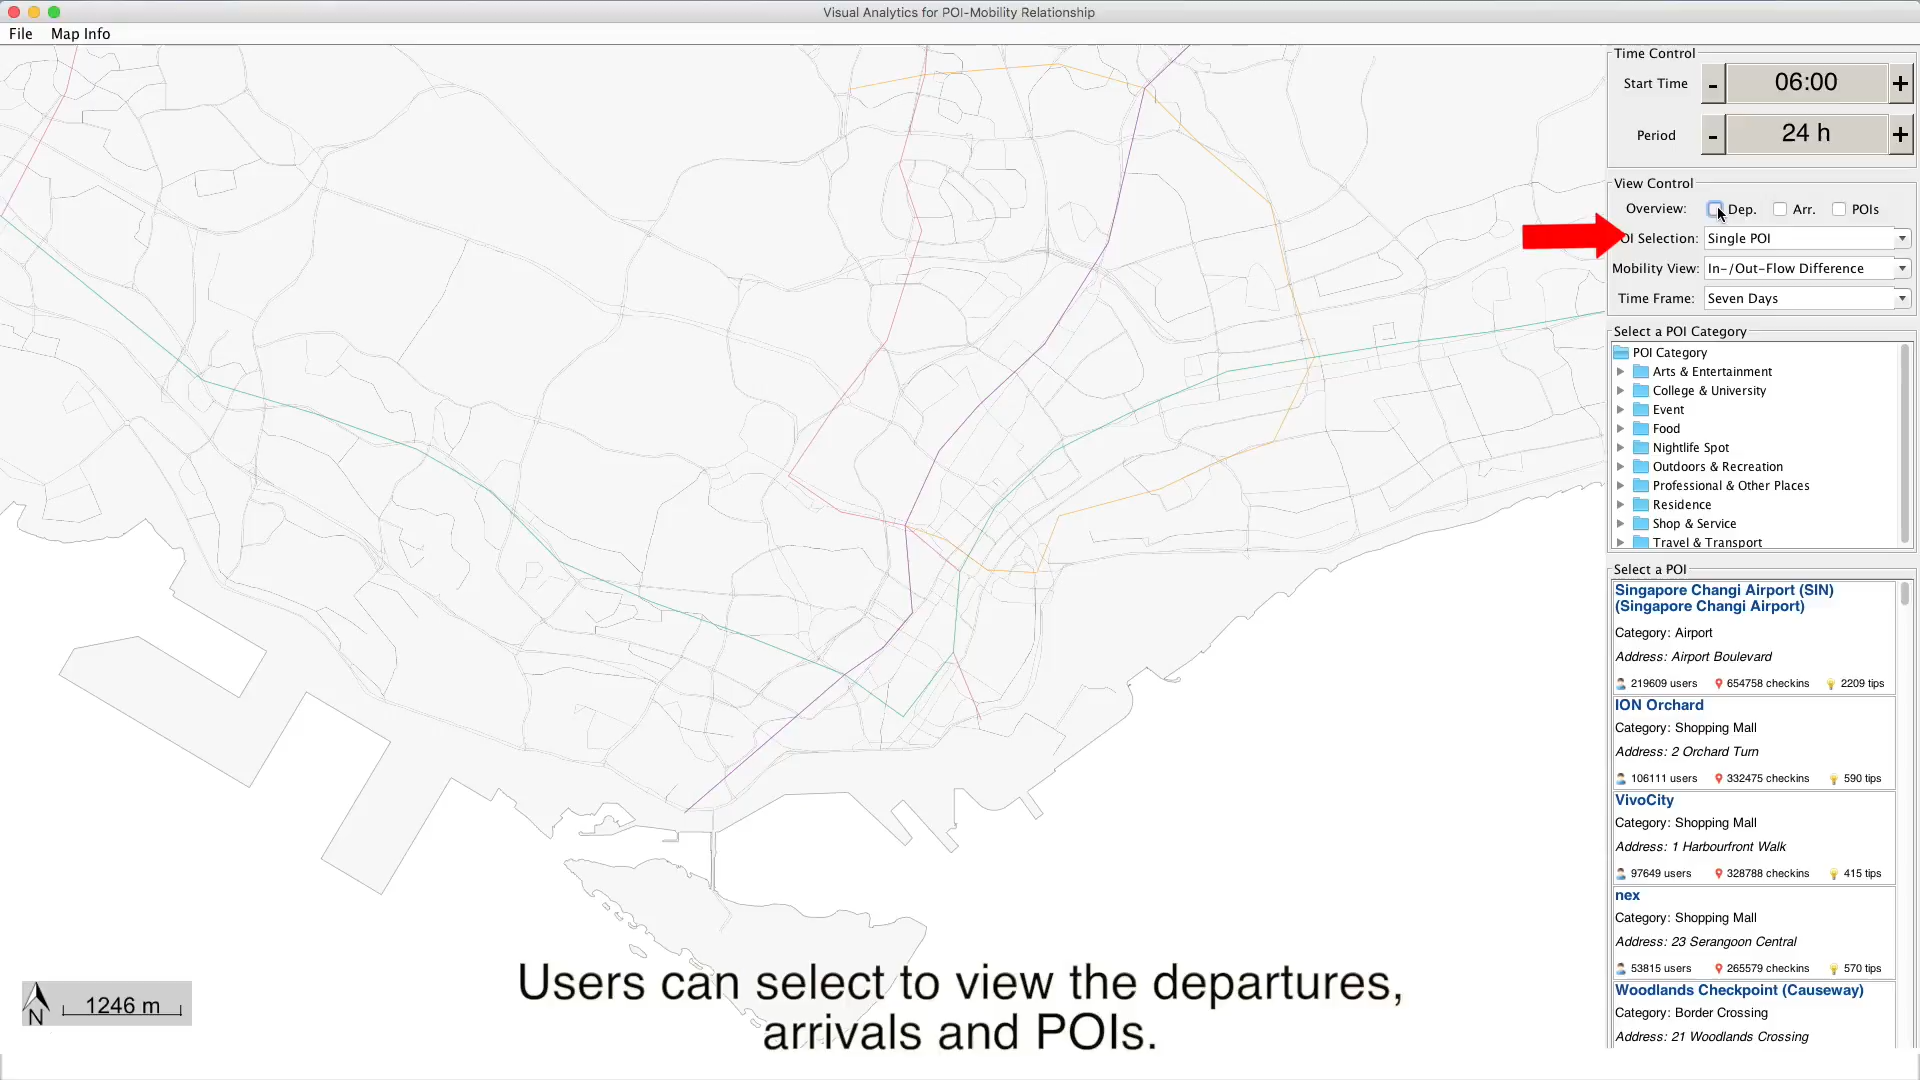 Visual Analytics for POI-Mobility Relationship
File Map Info
Time Control
Start Time - 06:00 +
Period - 24 h +
View Control
Overview: Dep. Arr. POIs
OI Selection: Single POI
Mobility View: In-/Out-Flow Difference
Time Frame: Seven Days
Select a POI Category
POI Category
Arts & Entertainment
College & University
Event
Food
Nightlife Spot
Outdoors & Recreation
Professional & Other Places
Residence
Shop & Service
Travel & Transport
Select a POI
Singapore Changi Airport (SIN)
(Singapore Changi Airport)
Category: Airport
Address: Airport Boulevard
219609 users 654758 checkins 2209 tips
ION Orchard
Category: Shopping Mall
Address: 2 Orchard Turn
106111 users 332475 checkins 590 tips
VivoCity
Category: Shopping Mall
Address: 1 Harbourfront Walk
97649 users 328788 checkins 415 tips
nex
Category: Shopping Mall
Address: 23 Serangoon Central
53815 users 265579 checkins 570 tips
Woodlands Checkpoint (Causeway)
Category: Border Crossing
Address: 21 Woodlands Crossing
N 1246 m
Users can select to view the departures,
arrivals and POIs.